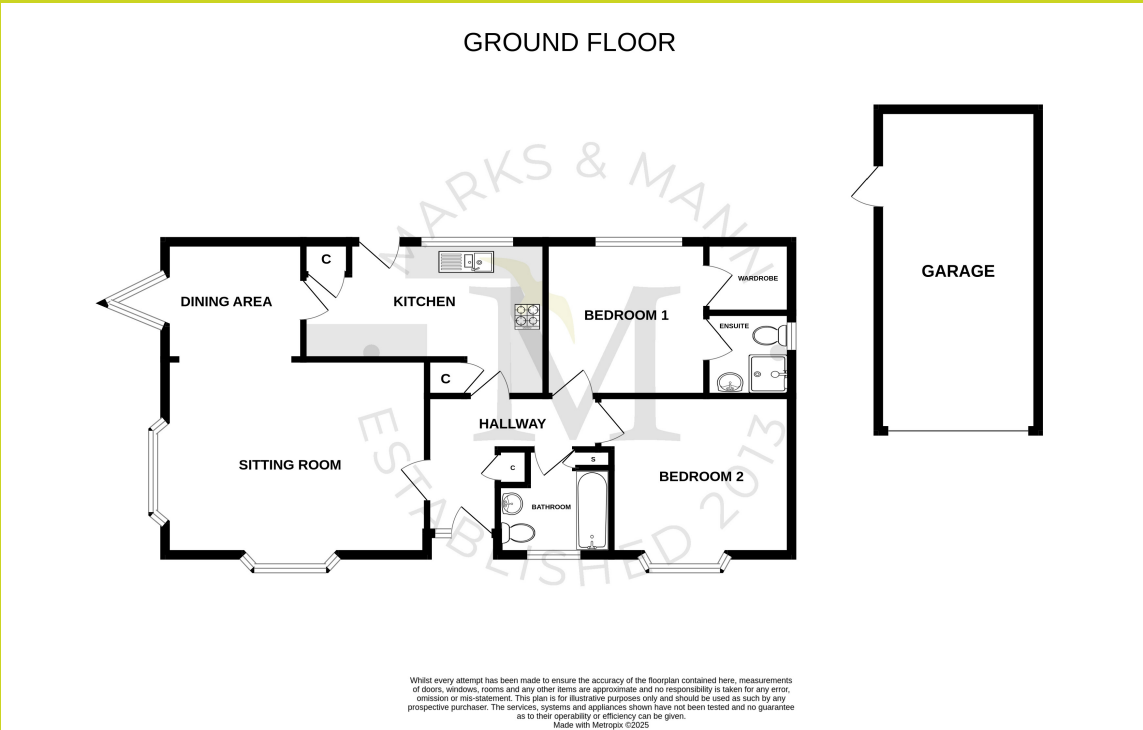 GROUND FLOOR
MARKS & MANN
C
WARDROBE
GARAGE
DINING AREA
KITCHEN
BEDROOM 1
ENSUITE
M
C
HALLWAY
SITTING ROOM
C
S
BEDROOM 2
BATHROOM
ESTABLISHED 2013
Whilst every attempt has been made to ensure the accuracy of the floorplan contained here, measurements
of doors, windows, rooms and any other items are approximate and no responsibility is taken for any error,
omission or mis-statement. This plan is for illustrative purposes only and should be used as such by any
prospective purchaser. The services, systems and appliances shown have not been tested and no guarantee
as to their operability or efficiency can be given.
Made with Metropix ©2025